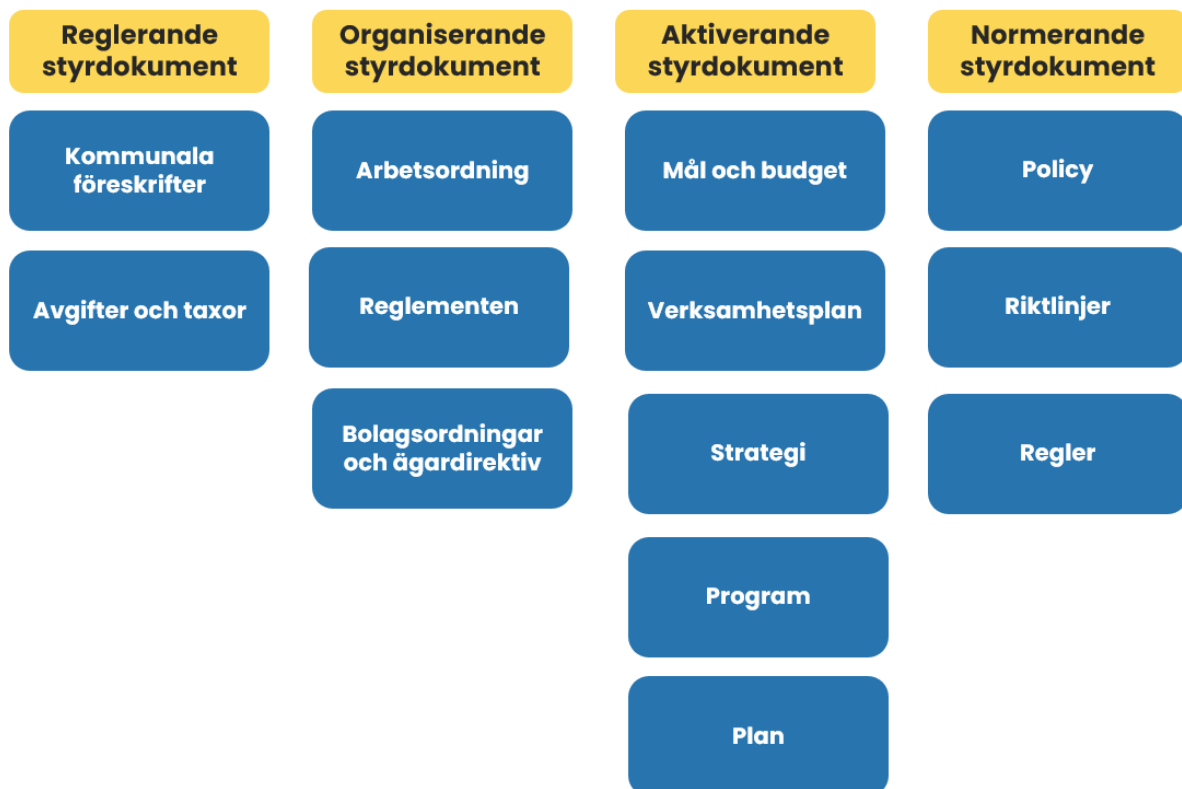 Reglerande
styrdokument
Kommunala
föreskrifter
Avgifter och taxor
Organiserande
styrdokument
Arbetsordning
Reglementen
Bolagsordningar
och ägardirektiv
Aktiverande
styrdokument
Mål och budget
Verksamhetsplan
Strategi
Program
Plan
Normerande
styrdokument
Policy
Riktlinjer
Regler